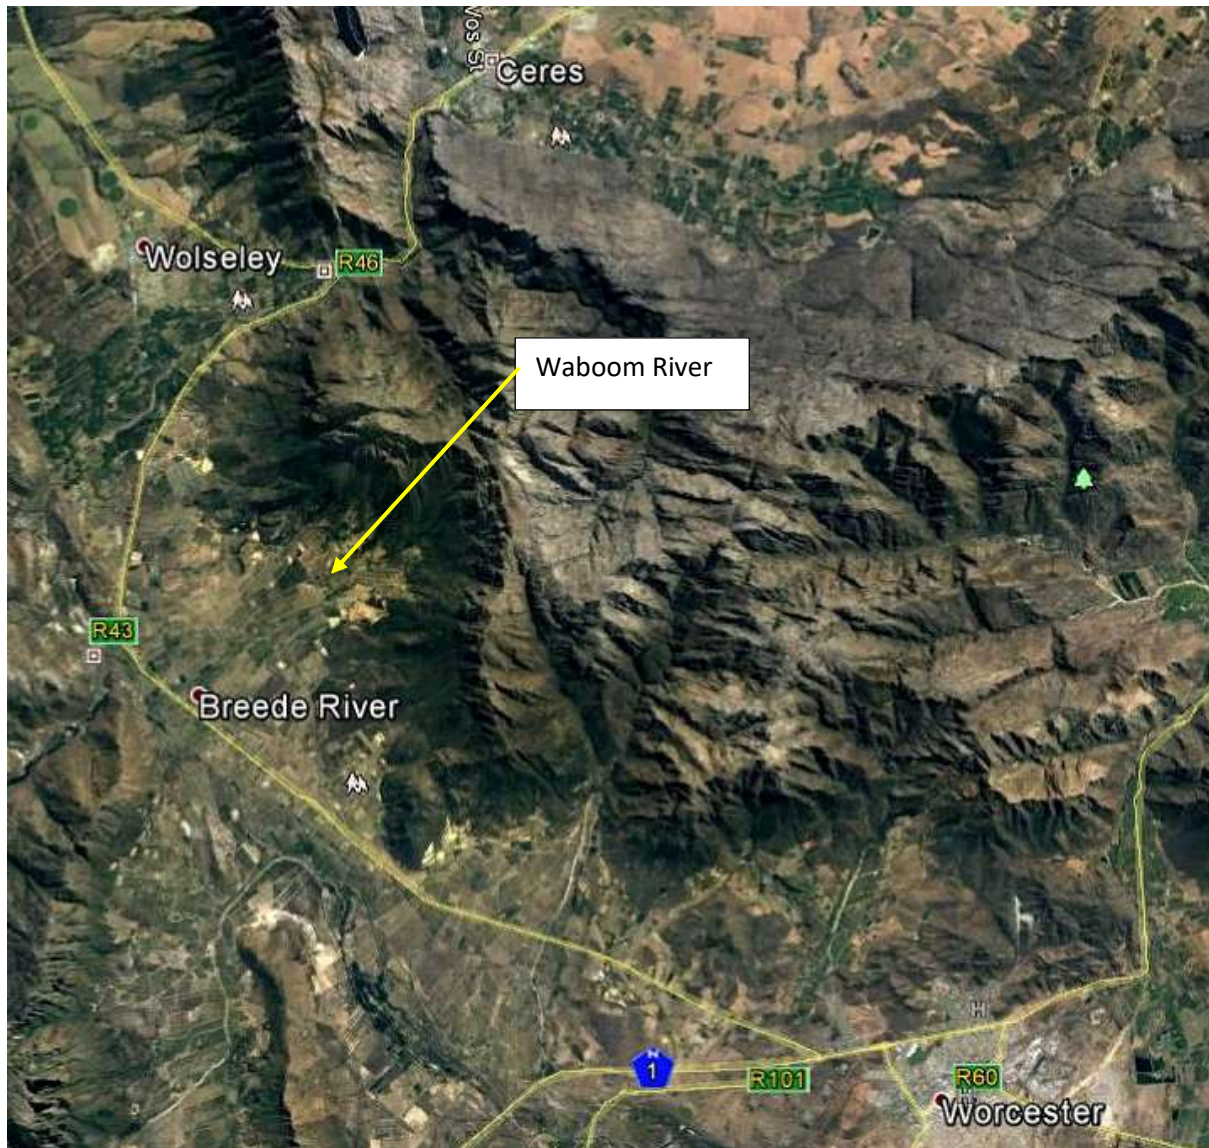 Vos St
Ceres
Wolseley
R46
Waboom River
R43
Breede River
H
N
1
R101
R60
H
Worcester